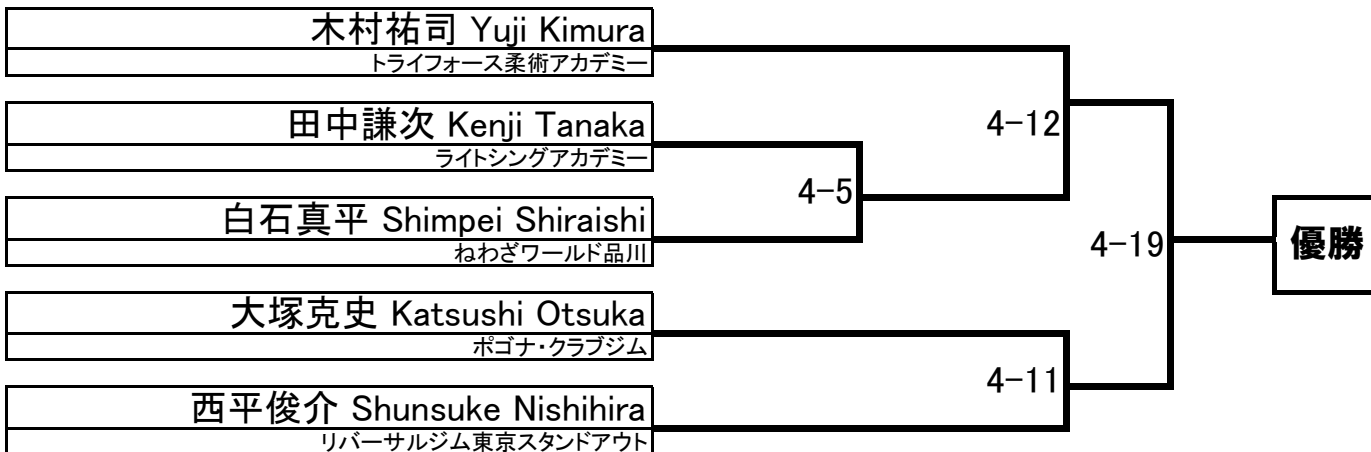 木村祐司 Yuji Kimura
トライフォース柔術アカデミー
田中謙次 Kenji Tanaka
ライトシングアカデミー
白石真平 Shimpei Shiraishi
ねわざワールド品川
大塚克史 Katsushi Otsuka
ポゴナ・クラブジム
西平俊介 Shunsuke Nishihira
リバーサルジム東京スタンドアウト
4-5
4-12
4-11
4-19
優勝